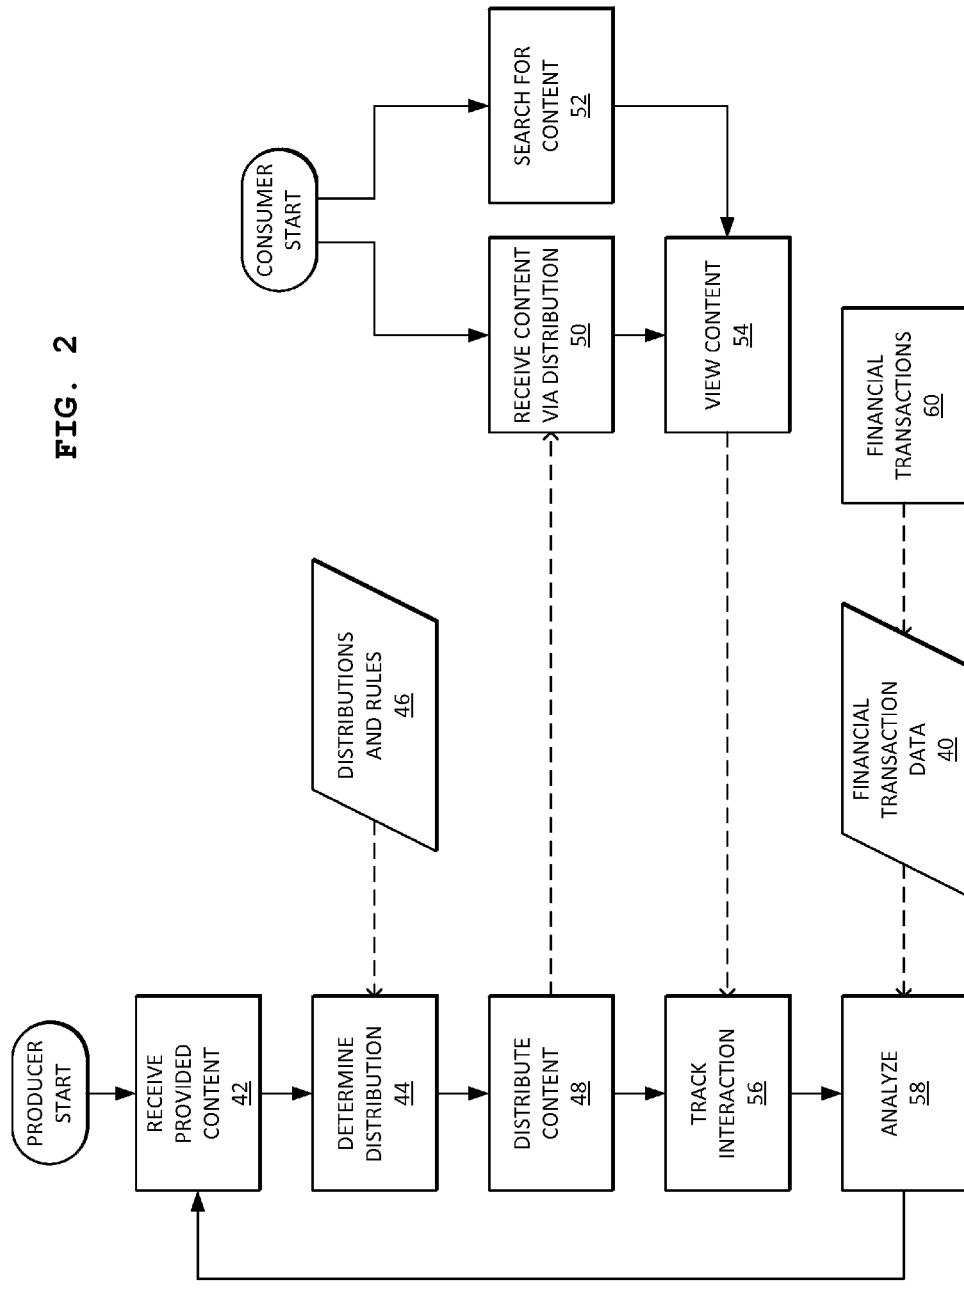 FIG. 2
PRODUCER
START
RECEIVE
PROVIDED
CONTENT
42
DETERMINE
DISTRIBUTION
44
DISTRIBUTIONS
AND RULES
46
DISTRIBUTE
CONTENT
48
TRACK
INTERACTION
56
ANALYZE
58
CONSUMER
START
RECEIVE CONTENT
VIA DISTRIBUTION
50
SEARCH FOR
CONTENT
52
VIEW CONTENT
54
FINANCIAL
TRANSACTION
DATA
40
FINANCIAL
TRANSACTIONS
60